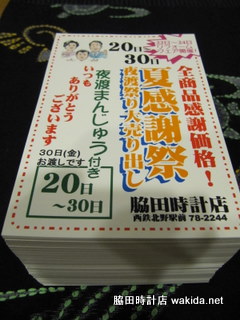 全商品感謝価格!
夏感謝祭
夜渡祭り大売り出し
20日
30日
夜渡まんじゅう付き
いつも
ありがとう
ございます
30日(金)
お渡しです
20日
~30日
脇田時計店
西鉄北野駅前 78-2244
脇田時計店 wakida.net